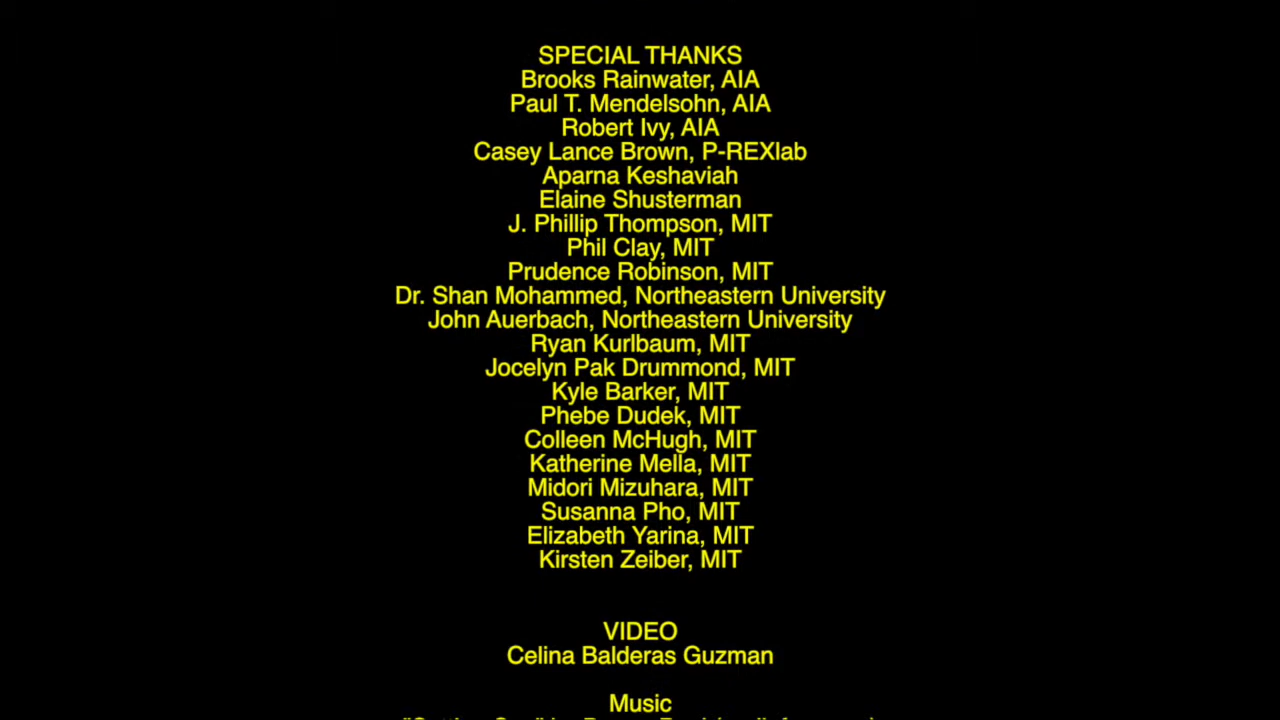 SPECIAL THANKS
Brooks Rainwater, AIA
Paul T. Mendelsohn, AIA
Robert Ivy, AIA
Casey Lance Brown, P-REXlab
Aparna Keshaviah
Elaine Shusterman
J. Phillip Thompson, MIT
Phil Clay, MIT
Prudence Robinson, MIT
Dr. Shan Mohammed, Northeastern University
John Auerbach, Northeastern University
Ryan Kurlbaum, MIT
Jocelyn Pak Drummond, MIT
Kyle Barker, MIT
Phebe Dudek, MIT
Colleen McHugh, MIT
Katherine Mella, MIT
Midori Mizuhara, MIT
Susanna Pho, MIT
Elizabeth Yarina, MIT
Kirsten Zeiber, MIT
VIDEO
Celina Balderas Guzman
Music